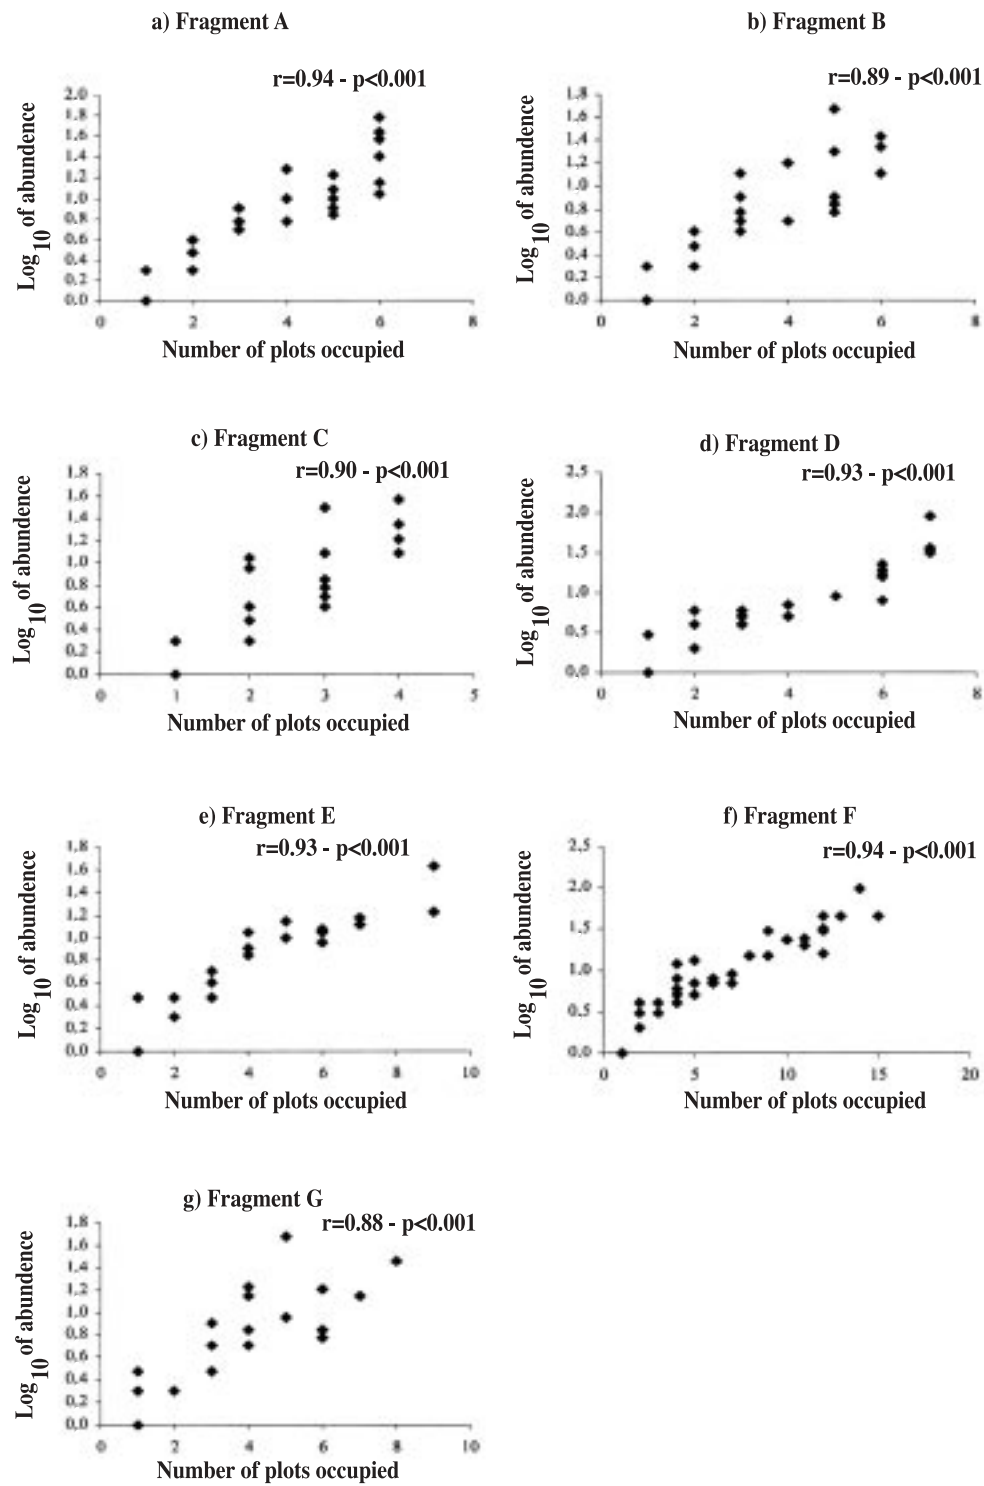 a) Fragment A
r=0.94 - p<0.001
Log10 of abundence
2.0
1.8
1.6
1.4
1.2
1.0
0.8
0.6
0.4
0.2
0.0
0 2 4 6 8
Number of plots occupied
b) Fragment B
r=0.89 - p<0.001
Log10 of abundence
1.8
1.6
1.4
1.2
1.0
0.8
0.6
0.4
0.2
0.0
0 2 4 6 8
Number of plots occupied
c) Fragment C
r=0.90 - p<0.001
Log10 of abundence
1.8
1.6
1.4
1.2
1.0
0.8
0.6
0.4
0.2
0.0
0 1 2 3 4 5
Number of plots occupied
d) Fragment D
r=0.93 - p<0.001
Log10 of abundence
2.5
2.0
1.5
1.0
0.5
0.0
0 2 4 6 8
Number of plots occupied
e) Fragment E
r=0.93 - p<0.001
Log10 of abundence
1.8
1.6
1.4
1.2
1.0
0.8
0.6
0.4
0.2
0.0
0 2 4 6 8 10
Number of plots occupied
f) Fragment F
r=0.94 - p<0.001
Log10 of abundence
2.5
2.0
1.5
1.0
0.5
0.0
0 5 10 15 20
Number of plots occupied
g) Fragment G
r=0.88 - p<0.001
Log10 of abundence
1.8
1.6
1.4
1.2
1.0
0.8
0.6
0.4
0.2
0.0
0 2 4 6 8 10
Number of plots occupied